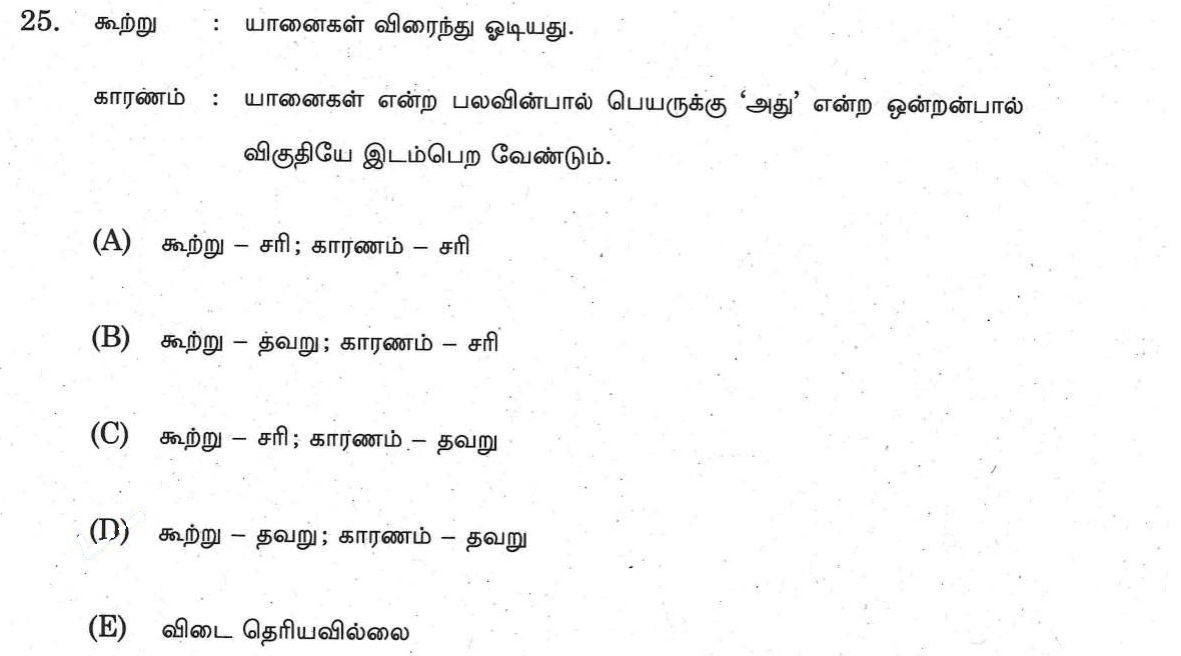 25. கூற்று : யானைகள் விரைந்து ஓடியது.
காரணம் : யானைகள் என்ற பலவின்பால் பெயருக்கு ‘அது’ என்ற ஒன்றன்பால்
விகுதியே இடம்பெற வேண்டும்.
(A) கூற்று – சரி; காரணம் – சரி
(B) கூற்று – தவறு; காரணம் – சரி
(C) கூற்று – சரி; காரணம் – தவறு
(D) கூற்று – தவறு; காரணம் – தவறு
(E) விடை தெரியவில்லை